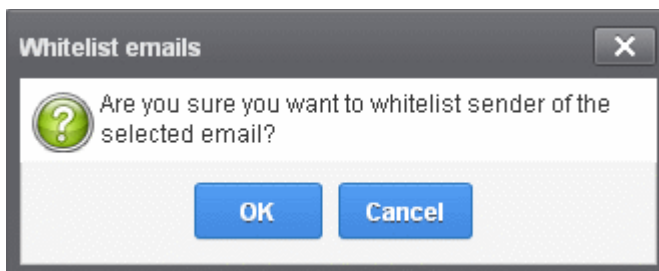 Whitelist emails
Are you sure you want to whitelist sender of the
selected email?
OK Cancel